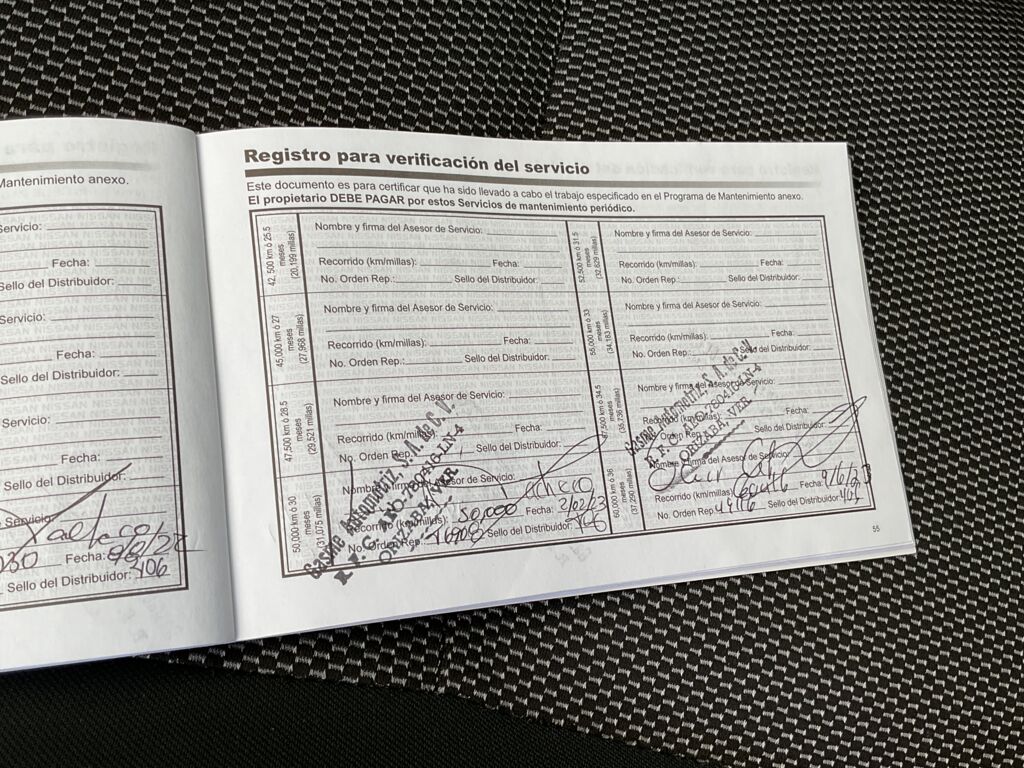 Mantenimiento anexo.
Servicio:
Fecha:
Sello del Distribuidor:
Servicio:
Fecha:
Sello del Distribuidor:
Servicio:
Fecha:
Sello del Distribuidor:
Servicio:
Fecha:
Sello del Distribuidor: 406
Registro para verificación del servicio
Este documento es para certificar que ha sido llevado a cabo el trabajo especificado en el Programa de Mantenimiento anexo.
El propietario DEBE PAGAR por estos Servicios de mantenimiento periódico.
42, 500 km ó 25.5
meses
(20,199 millas)
Nombre y firma del Asesor de Servicio:
Recorrido (km/millas): Fecha:
No. Orden Rep.: Sello del Distribuidor:
45,000 km ó 27
meses
(27,968 millas)
Nombre y firma del Asesor de Servicio:
Recorrido (km/millas): Fecha:
No. Orden Rep.: Sello del Distribuidor:
47,500 km ó 28.5
meses
(29,521 millas)
Nombre y firma del Asesor de Servicio:
Recorrido (km/millas) Fecha:
No. Orden Rep. Sello del Distribuidor:
50,000 km ó 30
meses
(31,075 millas)
Nombre y firma del Asesor de Servicio:
Pacheco
Recorrido (km/millas): 50,000 Fecha: 2/02/23
No. Orden Rep.: Sello del Distribuidor: 406
Gasme Automotriz, S. A. de C. V.
ORIZABA, VER.
52,500 km ó 31.5
meses
(32,629 millas)
Nombre y firma del Asesor de Servicio:
Recorrido (km/millas): Fecha:
No. Orden Rep.: Sello del Distribuidor:
55,000 km ó 33
meses
(34,183 millas)
Nombre y firma del Asesor de Servicio:
Recorrido (km/millas): Fecha:
No. Orden Rep.: Sello del Distribuidor:
57,500 km ó 34.5
meses
(35,736 millas)
Nombre y firma del Asesor de Servicio:
Recorrido (km/millas) Fecha:
Orden Rep. Sello del Distribuidor:
60,000 km ó 36
meses
(37,290 millas)
Nombre y firma del Asesor de Servicio:
Recorrido (km/millas) Fecha:
No. Orden Rep. Sello del Distribuidor:
Gasme Automotriz, S. A. de C.V.
ORIZABA, VER.
55